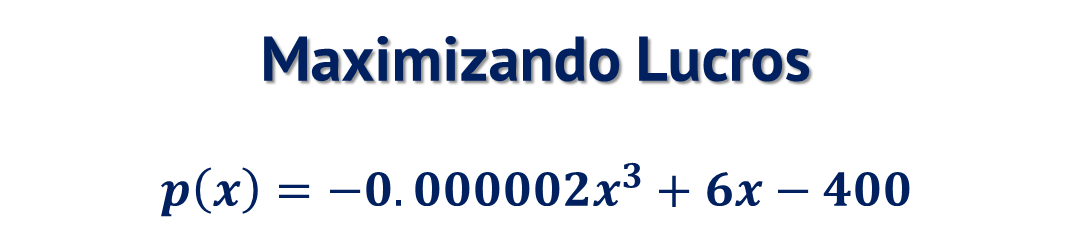 Maximizando Lucros
p(x) = −0.000002x³ + 6x − 400